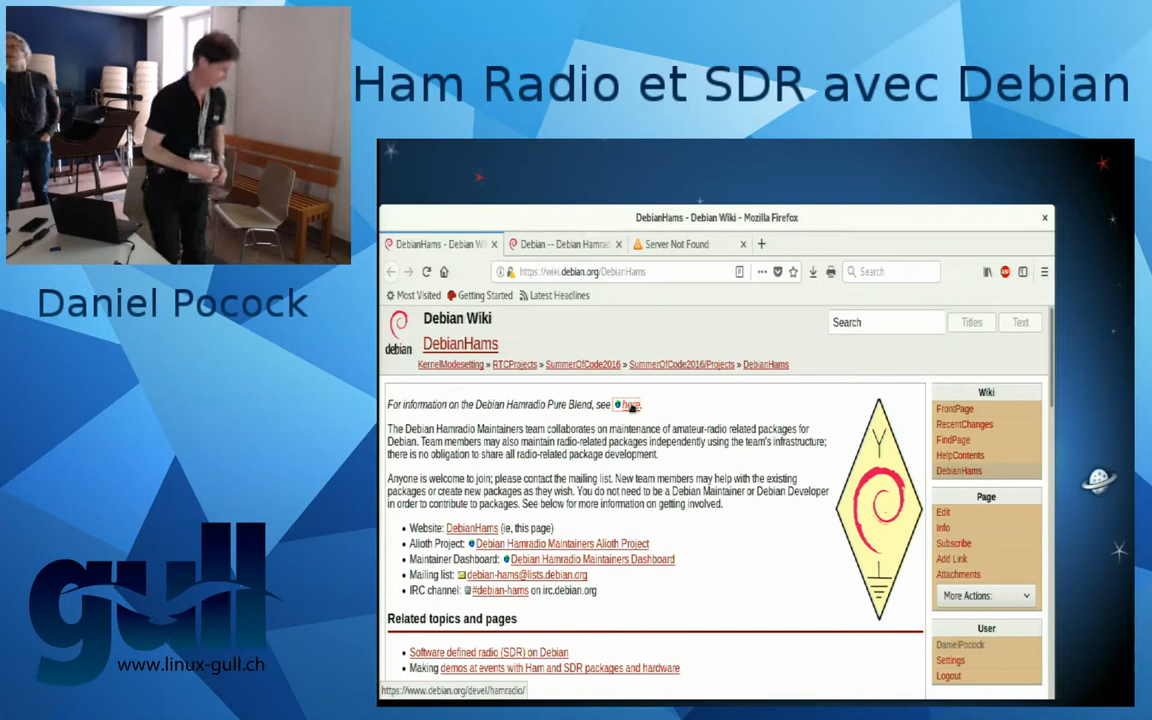 Ham Radio et SDR avec Debian
Daniel Pocock
gull
www.linux-gull.ch
DebianHams - Debian Wiki - Mozilla Firefox
DebianHams - Debian Wi
Debian -- Debian Hamrad
Server Not Found
https://wiki.debian.org/DebianHams
Search
Most Visited
Getting Started
Latest Headlines
debian
Debian Wiki
DebianHams
Search
Titles
Text
KernelModesetting » RTCProjects » SummerOfCode2016 » SummerOfCode2016/Projects » DebianHams
For information on the Debian Hamradio Pure Blend, see here.
The Debian Hamradio Maintainers team collaborates on maintenance of amateur-radio related packages for
Debian. Team members may also maintain radio-related packages independently using the team's infrastructure;
there is no obligation to share all radio-related package development.
Anyone is welcome to join; please contact the mailing list. New team members may help with the existing
packages or create new packages as they wish. You do not need to be a Debian Maintainer or Debian Developer
in order to contribute to packages. See below for more information on getting involved.
• Website: DebianHams (ie, this page)
• Alioth Project: Debian Hamradio Maintainers Alioth Project
• Maintainer Dashboard: Debian Hamradio Maintainers Dashboard
• Mailing list: debian-hams@lists.debian.org
• IRC channel: #debian-hams on irc.debian.org
Related topics and pages
• Software defined radio (SDR) on Debian
• Making demos at events with Ham and SDR packages and hardware
https://www.debian.org/devel/hamradio/
Wiki
FrontPage
RecentChanges
FindPage
HelpContents
DebianHams
Page
Edit
Info
Subscribe
Add Link
Attachments
More Actions:
User
DanielPocock
Settings
Logout